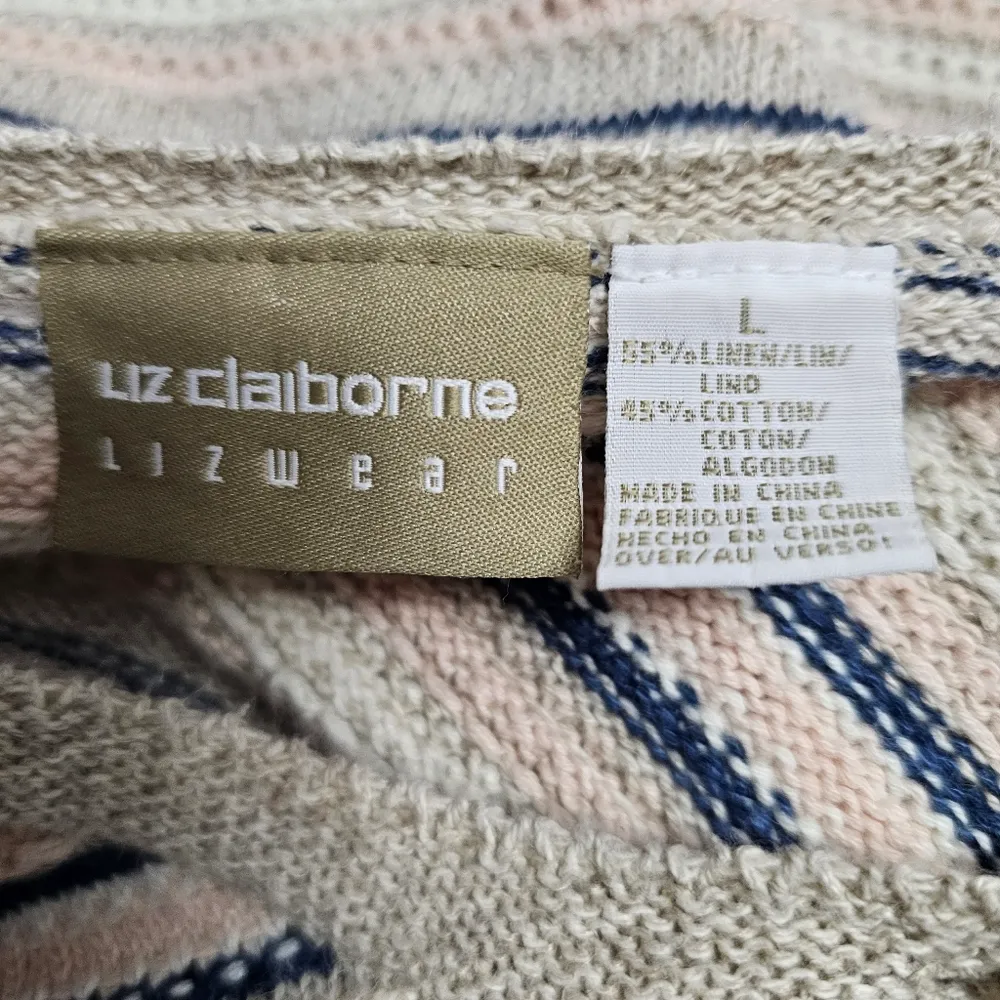 Liz claiborne
LIZwear
L
55%LINEN/LIN/
LINO
45%COTTON/
COTON/
ALGODON
MADE IN CHINA
FABRIQUE EN CHINE
HECHO EN CHINA
OVER/AU VERSO!